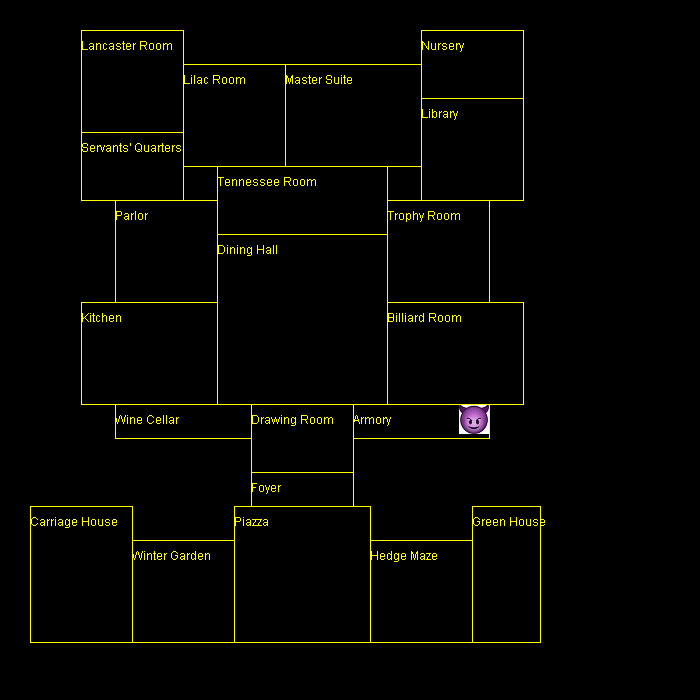 Lancaster Room
Nursery
Lilac Room
Master Suite
Library
Servants' Quarters
Tennessee Room
Parlor
Trophy Room
Dining Hall
Kitchen
Billiard Room
Wine Cellar
Drawing Room
Armory
Foyer
Carriage House
Piazza
Green House
Winter Garden
Hedge Maze